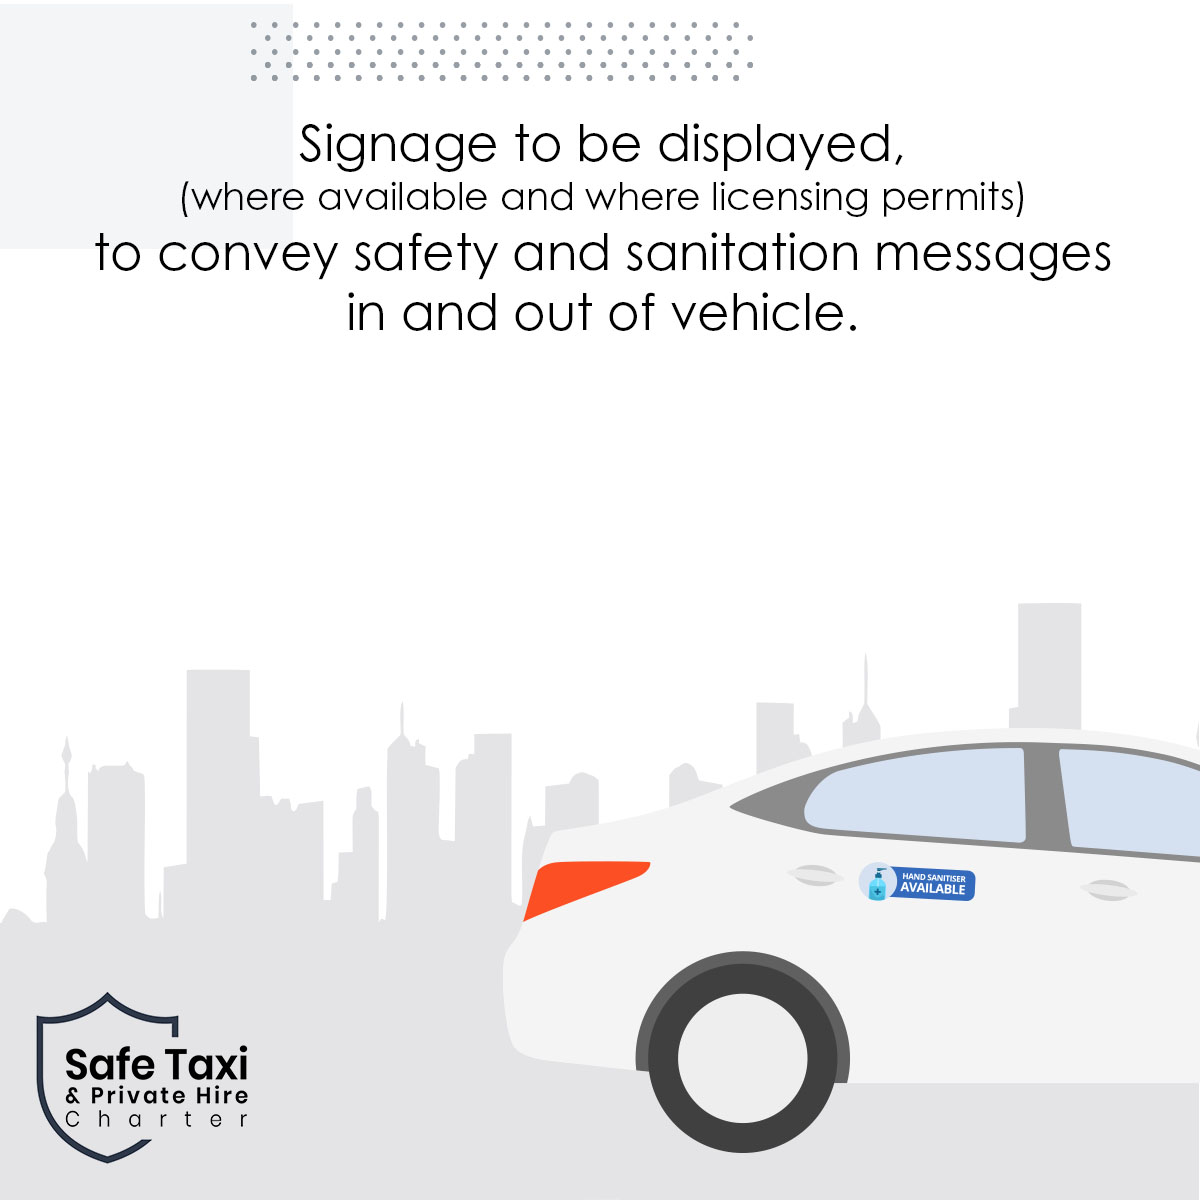 Signage to be displayed,
(where available and where licensing permits)
to convey safety and sanitation messages
in and out of vehicle.
HAND SANITISER
AVAILABLE
Safe Taxi
& Private Hire
Charter